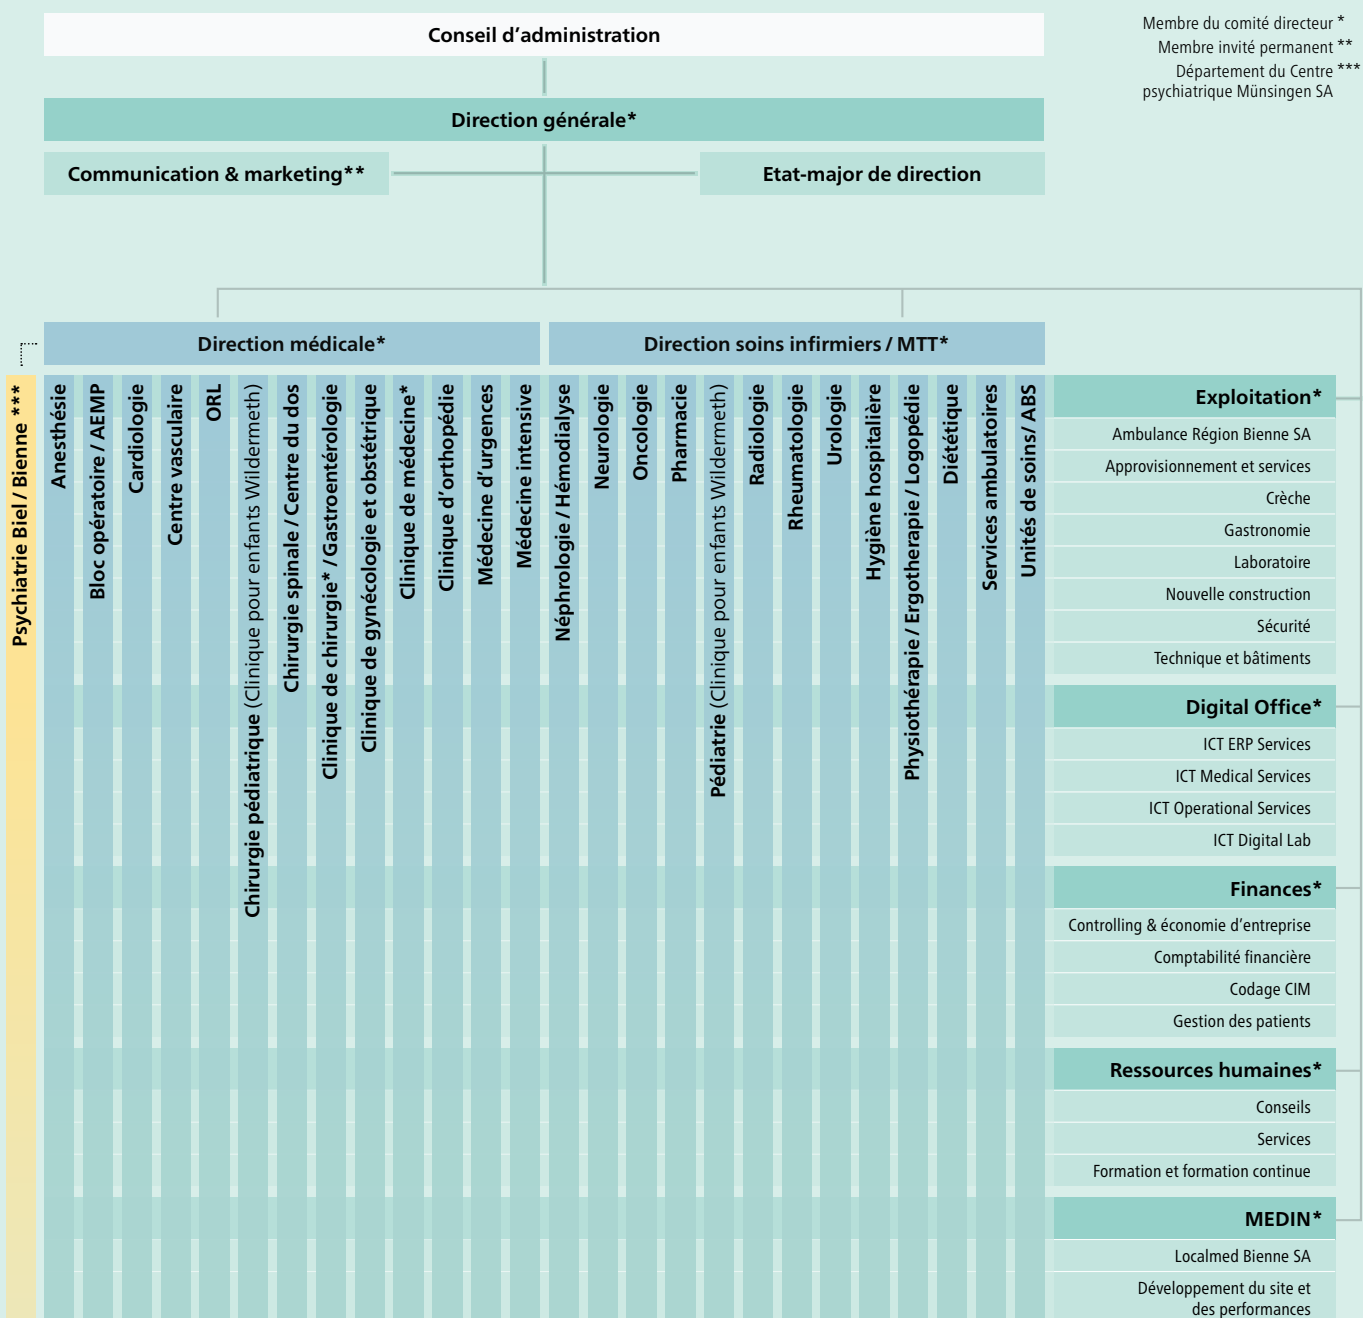 Conseil d’administration
Membre du comité directeur *
Membre invité permanent **
Département du Centre ***
psychiatrique Münsingen SA
Direction générale*
Communication & marketing**
Etat-major de direction
Direction médicale*
Direction soins infirmiers / MTT*
Psychiatrie Biel / Bienne ***
Anesthésie
Bloc opératoire / AEMP
Cardiologie
Centre vasculaire
ORL
Chirurgie pédiatrique (Clinique pour enfants Wildermeth)
Chirurgie spinale / Centre du dos
Clinique de chirurgie* / Gastroentérologie
Clinique de gynécologie et obstétrique
Clinique de médecine*
Clinique d’orthopédie
Médecine d’urgences
Médecine intensive
Néphrologie / Hémodialyse
Neurologie
Oncologie
Pharmacie
Pédiatrie (Clinique pour enfants Wildermeth)
Radiologie
Rheumatologie
Urologie
Hygiène hospitalière
Physiothérapie / Ergotherapie / Logopédie
Diététique
Services ambulatoires
Unités de soins/ ABS
Exploitation*
Ambulance Région Bienne SA
Approvisionnement et services
Crèche
Gastronomie
Laboratoire
Nouvelle construction
Sécurité
Technique et bâtiments
Digital Office*
ICT ERP Services
ICT Medical Services
ICT Operational Services
ICT Digital Lab
Finances*
Controlling & économie d’entreprise
Comptabilité financière
Codage CIM
Gestion des patients
Ressources humaines*
Conseils
Services
Formation et formation continue
MEDIN*
Localmed Bienne SA
Développement du site et
des performances